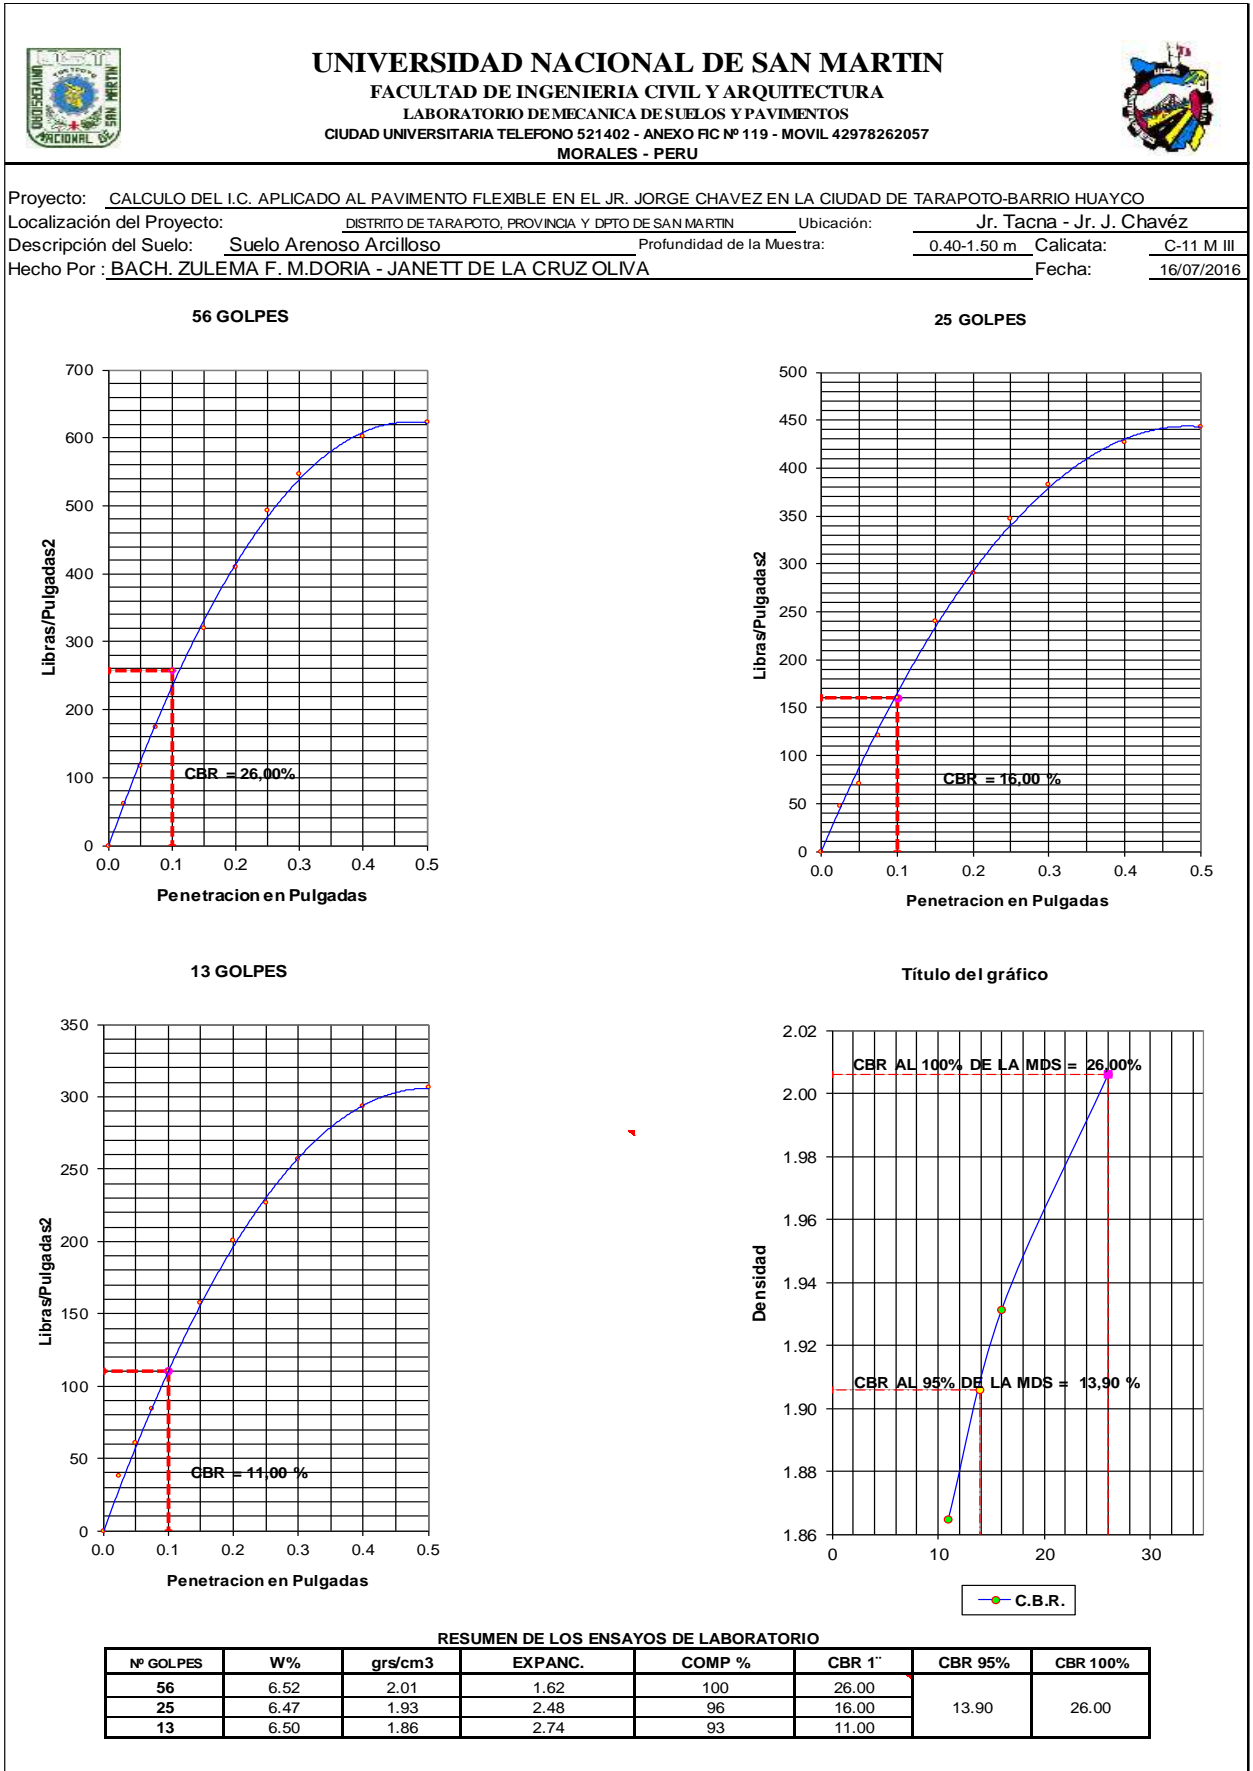 UNIVERSIDAD NACIONAL DE SAN MARTIN
FACULTAD DE INGENIERIA CIVIL Y ARQUITECTURA
LABORATORIO DE MECANICA DE SUELOS Y PAVIMENTOS
CIUDAD UNIVERSITARIA TELEFONO 521402 - ANEXO FIC Nº 119 - MOVIL 42978262057
MORALES - PERU
Proyecto: CALCULO DEL I.C. APLICADO AL PAVIMENTO FLEXIBLE EN EL JR. JORGE CHAVEZ EN LA CIUDAD DE TARAPOTO-BARRIO HUAYCO
Localización del Proyecto: DISTRITO DE TARAPOTO, PROVINCIA Y DPTO DE SAN MARTIN Ubicación: Jr. Tacna - Jr. J. Chavéz
Descripción del Suelo: Suelo Arenoso Arcilloso Profundidad de la Muestra: 0.40-1.50 m Calicata: C-11 M III
Hecho Por : BACH. ZULEMA F. M.DORIA - JANETT DE LA CRUZ OLIVA Fecha: 16/07/2016
56 GOLPES
700
600
500
400
300
200
100
0
Libras/Pulgadas2
CBR = 26,00%
0.0 0.1 0.2 0.3 0.4 0.5
Penetracion en Pulgadas
25 GOLPES
500
450
400
350
300
250
200
150
100
50
0
Libras/Pulgadas2
CBR = 16,00 %
0.0 0.1 0.2 0.3 0.4 0.5
Penetracion en Pulgadas
13 GOLPES
350
300
250
200
150
100
50
0
Libras/Pulgadas2
CBR = 11,00 %
0.0 0.1 0.2 0.3 0.4 0.5
Penetracion en Pulgadas
Título del gráfico
2.02
2.00
1.98
1.96
1.94
1.92
1.90
1.88
1.86
Densidad
CBR AL 100% DE LA MDS = 26,00%
CBR AL 95% DE LA MDS = 13,90 %
0 10 20 30
C.B.R.
RESUMEN DE LOS ENSAYOS DE LABORATORIO
Nº GOLPES W% grs/cm3 EXPANC. COMP % CBR 1¨ CBR 95% CBR 100%
56 6.52 2.01 1.62 100 26.00
25 6.47 1.93 2.48 96 16.00 13.90 26.00
13 6.50 1.86 2.74 93 11.00